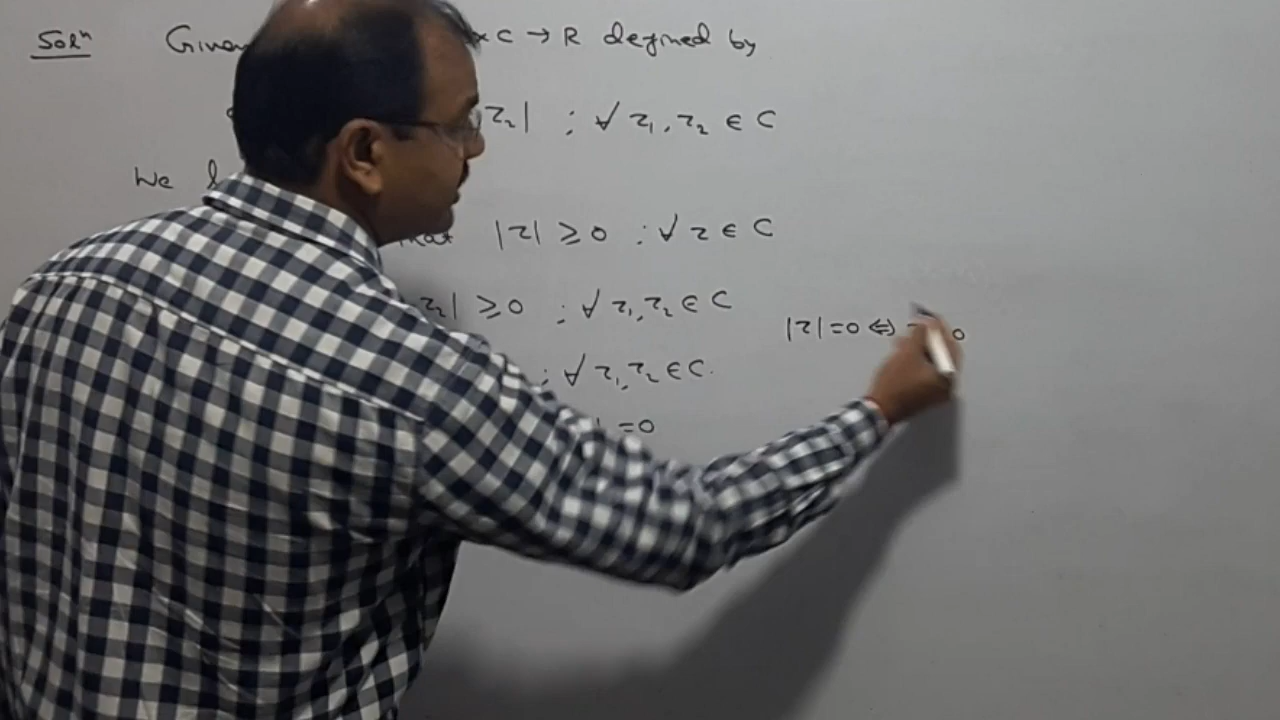 Solⁿ Given C → R defined by
z₂| ; ∀ z₁, z₂ ∈ C
We
that |z| ≥ 0 ; ∀ z ∈ C
z₂| ≥ 0 ; ∀ z₁, z₂ ∈ C
|z| = 0 ⇔ 0
; ∀ z₁, z₂ ∈ C.
| = 0